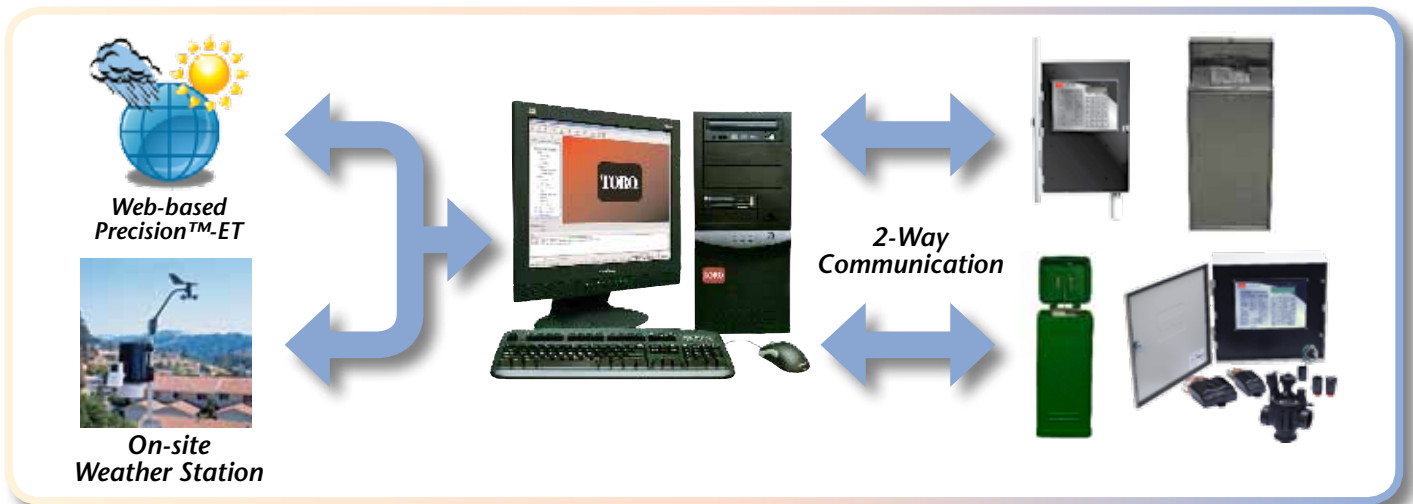 Web-based
Precision™-ET
On-site
Weather Station
TORO
TORO
2-Way
Communication